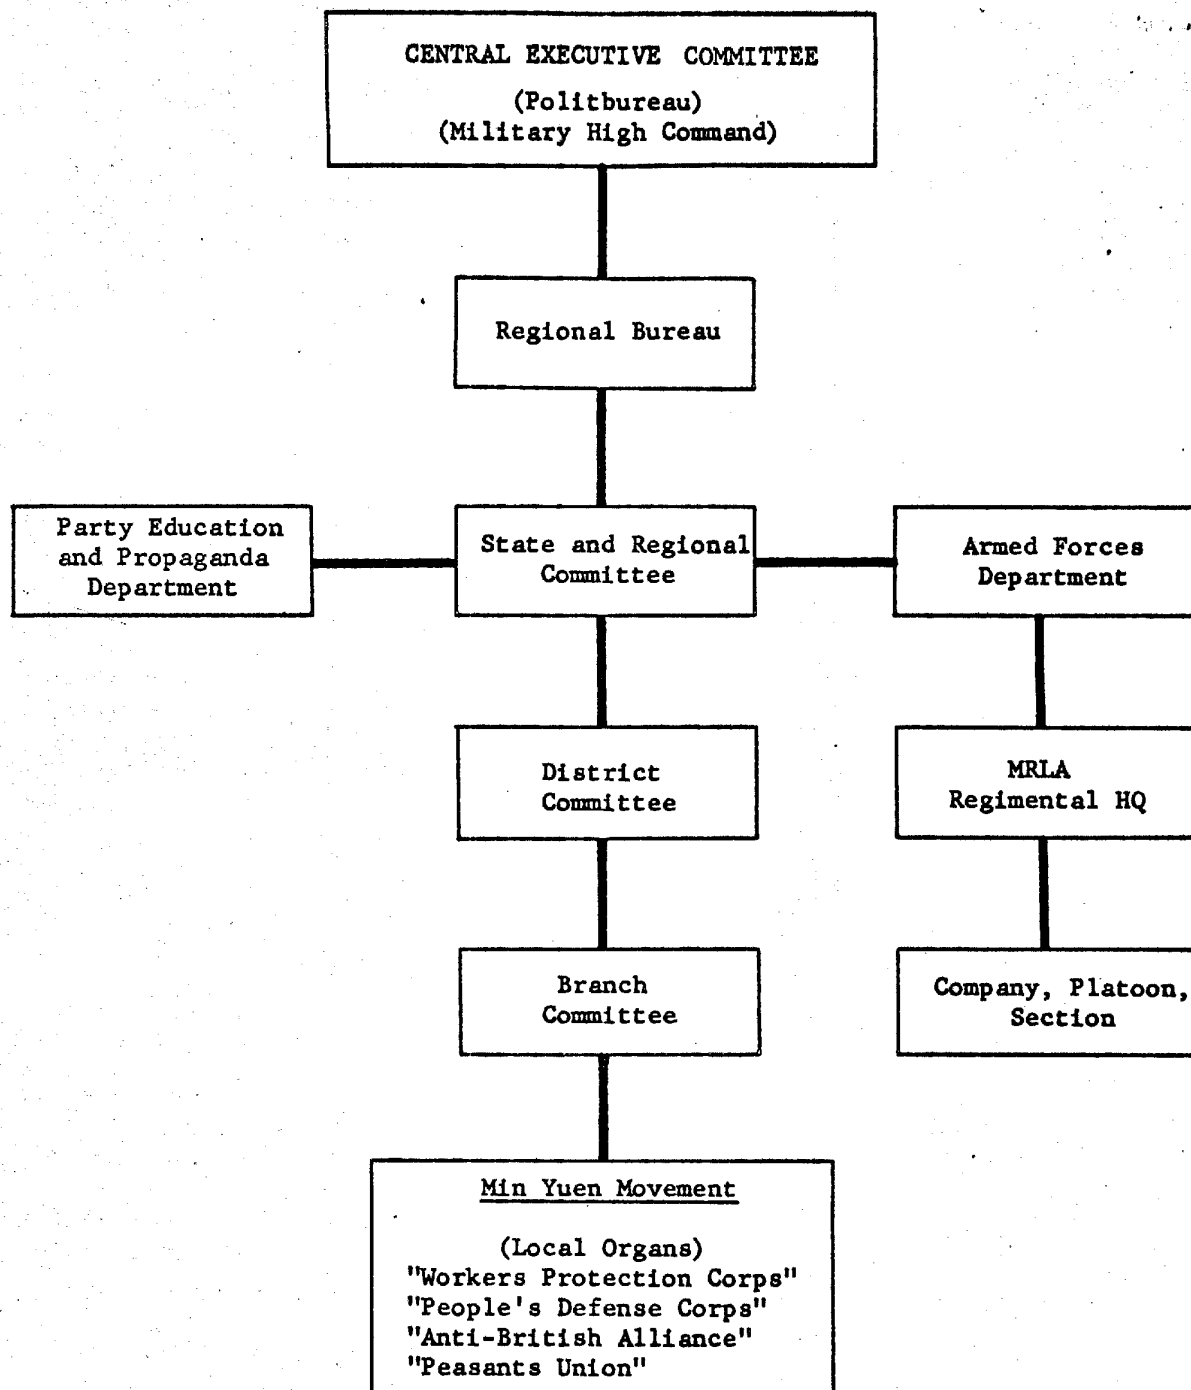 CENTRAL EXECUTIVE COMMITTEE
(Politbureau)
(Military High Command)
Regional Bureau
Party Education
and Propaganda
Department
State and Regional
Committee
Armed Forces
Department
District
Committee
MRLA
Regimental HQ
Branch
Committee
Company, Platoon,
Section
Min Yuen Movement
(Local Organs)
"Workers Protection Corps"
"People's Defense Corps"
"Anti-British Alliance"
"Peasants Union"